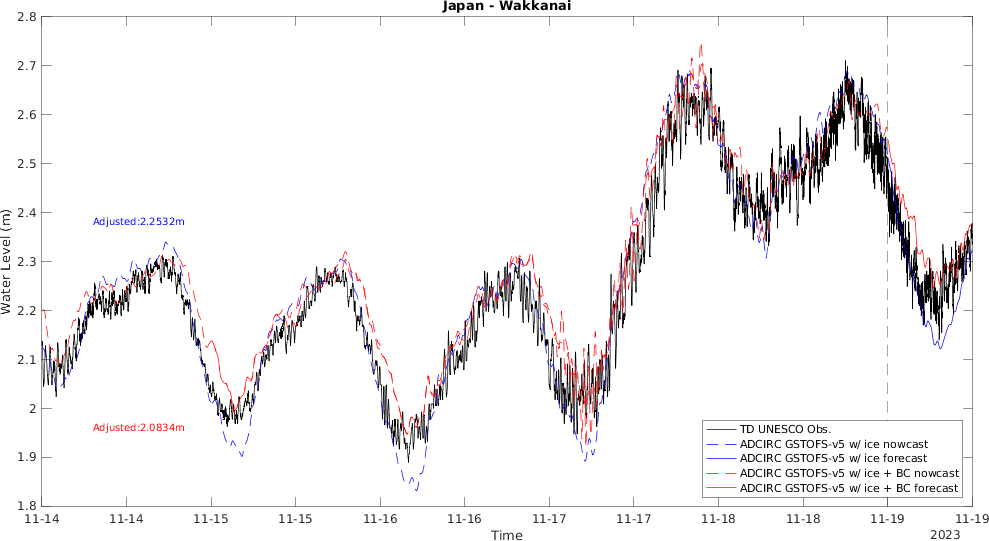 Japan - Wakkanai
2.8
2.7
2.6
2.5
2.4
2.3
2.2
2.1
2
1.9
1.8
Water Level (m)
Adjusted:2.2532m
Adjusted:2.0834m
TD UNESCO Obs.
ADCIRC GSTOFS-v5 w/ ice nowcast
ADCIRC GSTOFS-v5 w/ ice forecast
ADCIRC GSTOFS-v5 w/ ice + BC nowcast
ADCIRC GSTOFS-v5 w/ ice + BC forecast
11-14 11-14 11-15 11-15 11-16 11-16 11-17 11-17 11-18 11-18 11-19 11-19
Time
2023